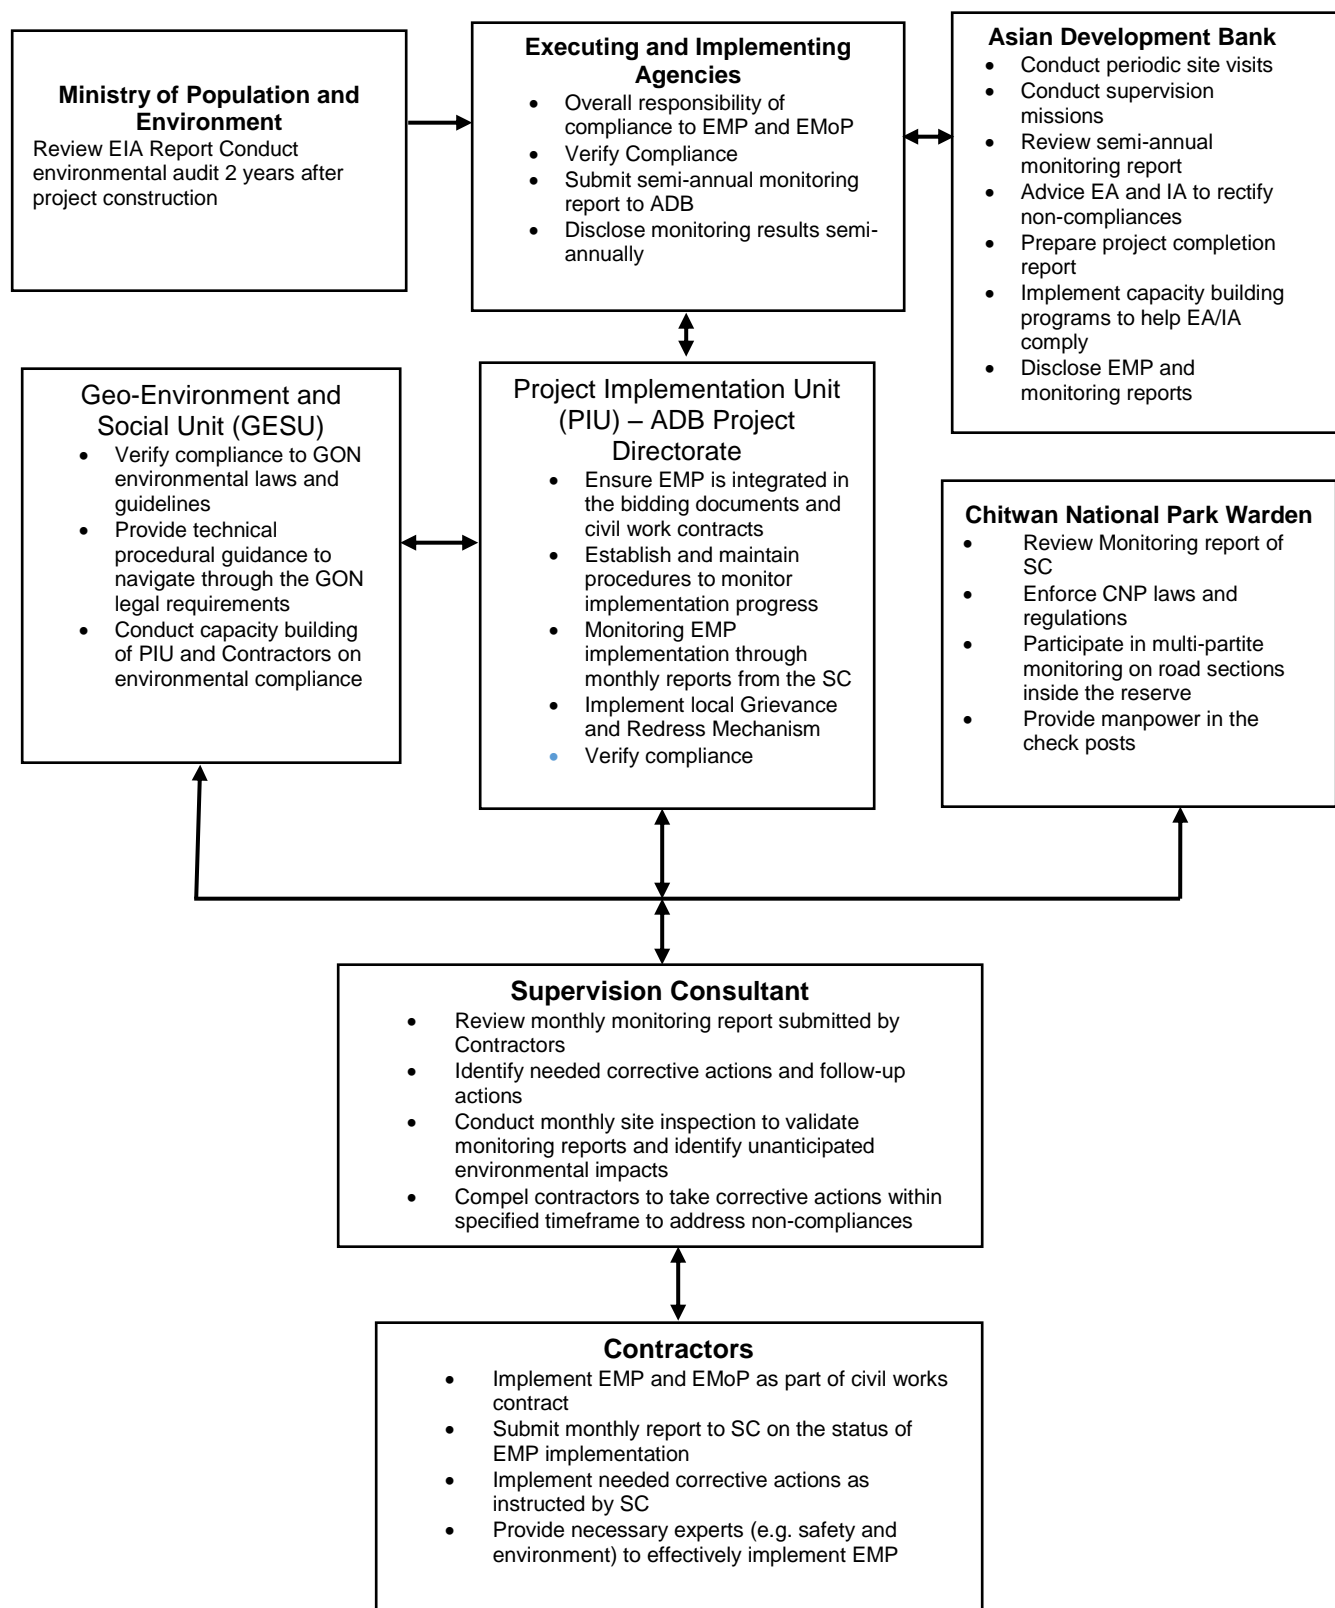 Ministry of Population and
Environment
Review EIA Report Conduct
environmental audit 2 years after
project construction
Executing and Implementing
Agencies
• Overall responsibility of
compliance to EMP and EMoP
• Verify Compliance
• Submit semi-annual monitoring
report to ADB
• Disclose monitoring results semi-
annually
Asian Development Bank
• Conduct periodic site visits
• Conduct supervision
missions
• Review semi-annual
monitoring report
• Advice EA and IA to rectify
non-compliances
• Prepare project completion
report
• Implement capacity building
programs to help EA/IA
comply
• Disclose EMP and
monitoring reports
Geo-Environment and
Social Unit (GESU)
• Verify compliance to GON
environmental laws and
guidelines
• Provide technical
procedural guidance to
navigate through the GON
legal requirements
• Conduct capacity building
of PIU and Contractors on
environmental compliance
Project Implementation Unit
(PIU) – ADB Project
Directorate
• Ensure EMP is integrated in
the bidding documents and
civil work contracts
• Establish and maintain
procedures to monitor
implementation progress
• Monitoring EMP
implementation through
monthly reports from the SC
• Implement local Grievance
and Redress Mechanism
• Verify compliance
Chitwan National Park Warden
• Review Monitoring report of
SC
• Enforce CNP laws and
regulations
• Participate in multi-partite
monitoring on road sections
inside the reserve
• Provide manpower in the
check posts
Supervision Consultant
• Review monthly monitoring report submitted by
Contractors
• Identify needed corrective actions and follow-up
actions
• Conduct monthly site inspection to validate
monitoring reports and identify unanticipated
environmental impacts
• Compel contractors to take corrective actions within
specified timeframe to address non-compliances
Contractors
• Implement EMP and EMoP as part of civil works
contract
• Submit monthly report to SC on the status of
EMP implementation
• Implement needed corrective actions as
instructed by SC
• Provide necessary experts (e.g. safety and
environment) to effectively implement EMP